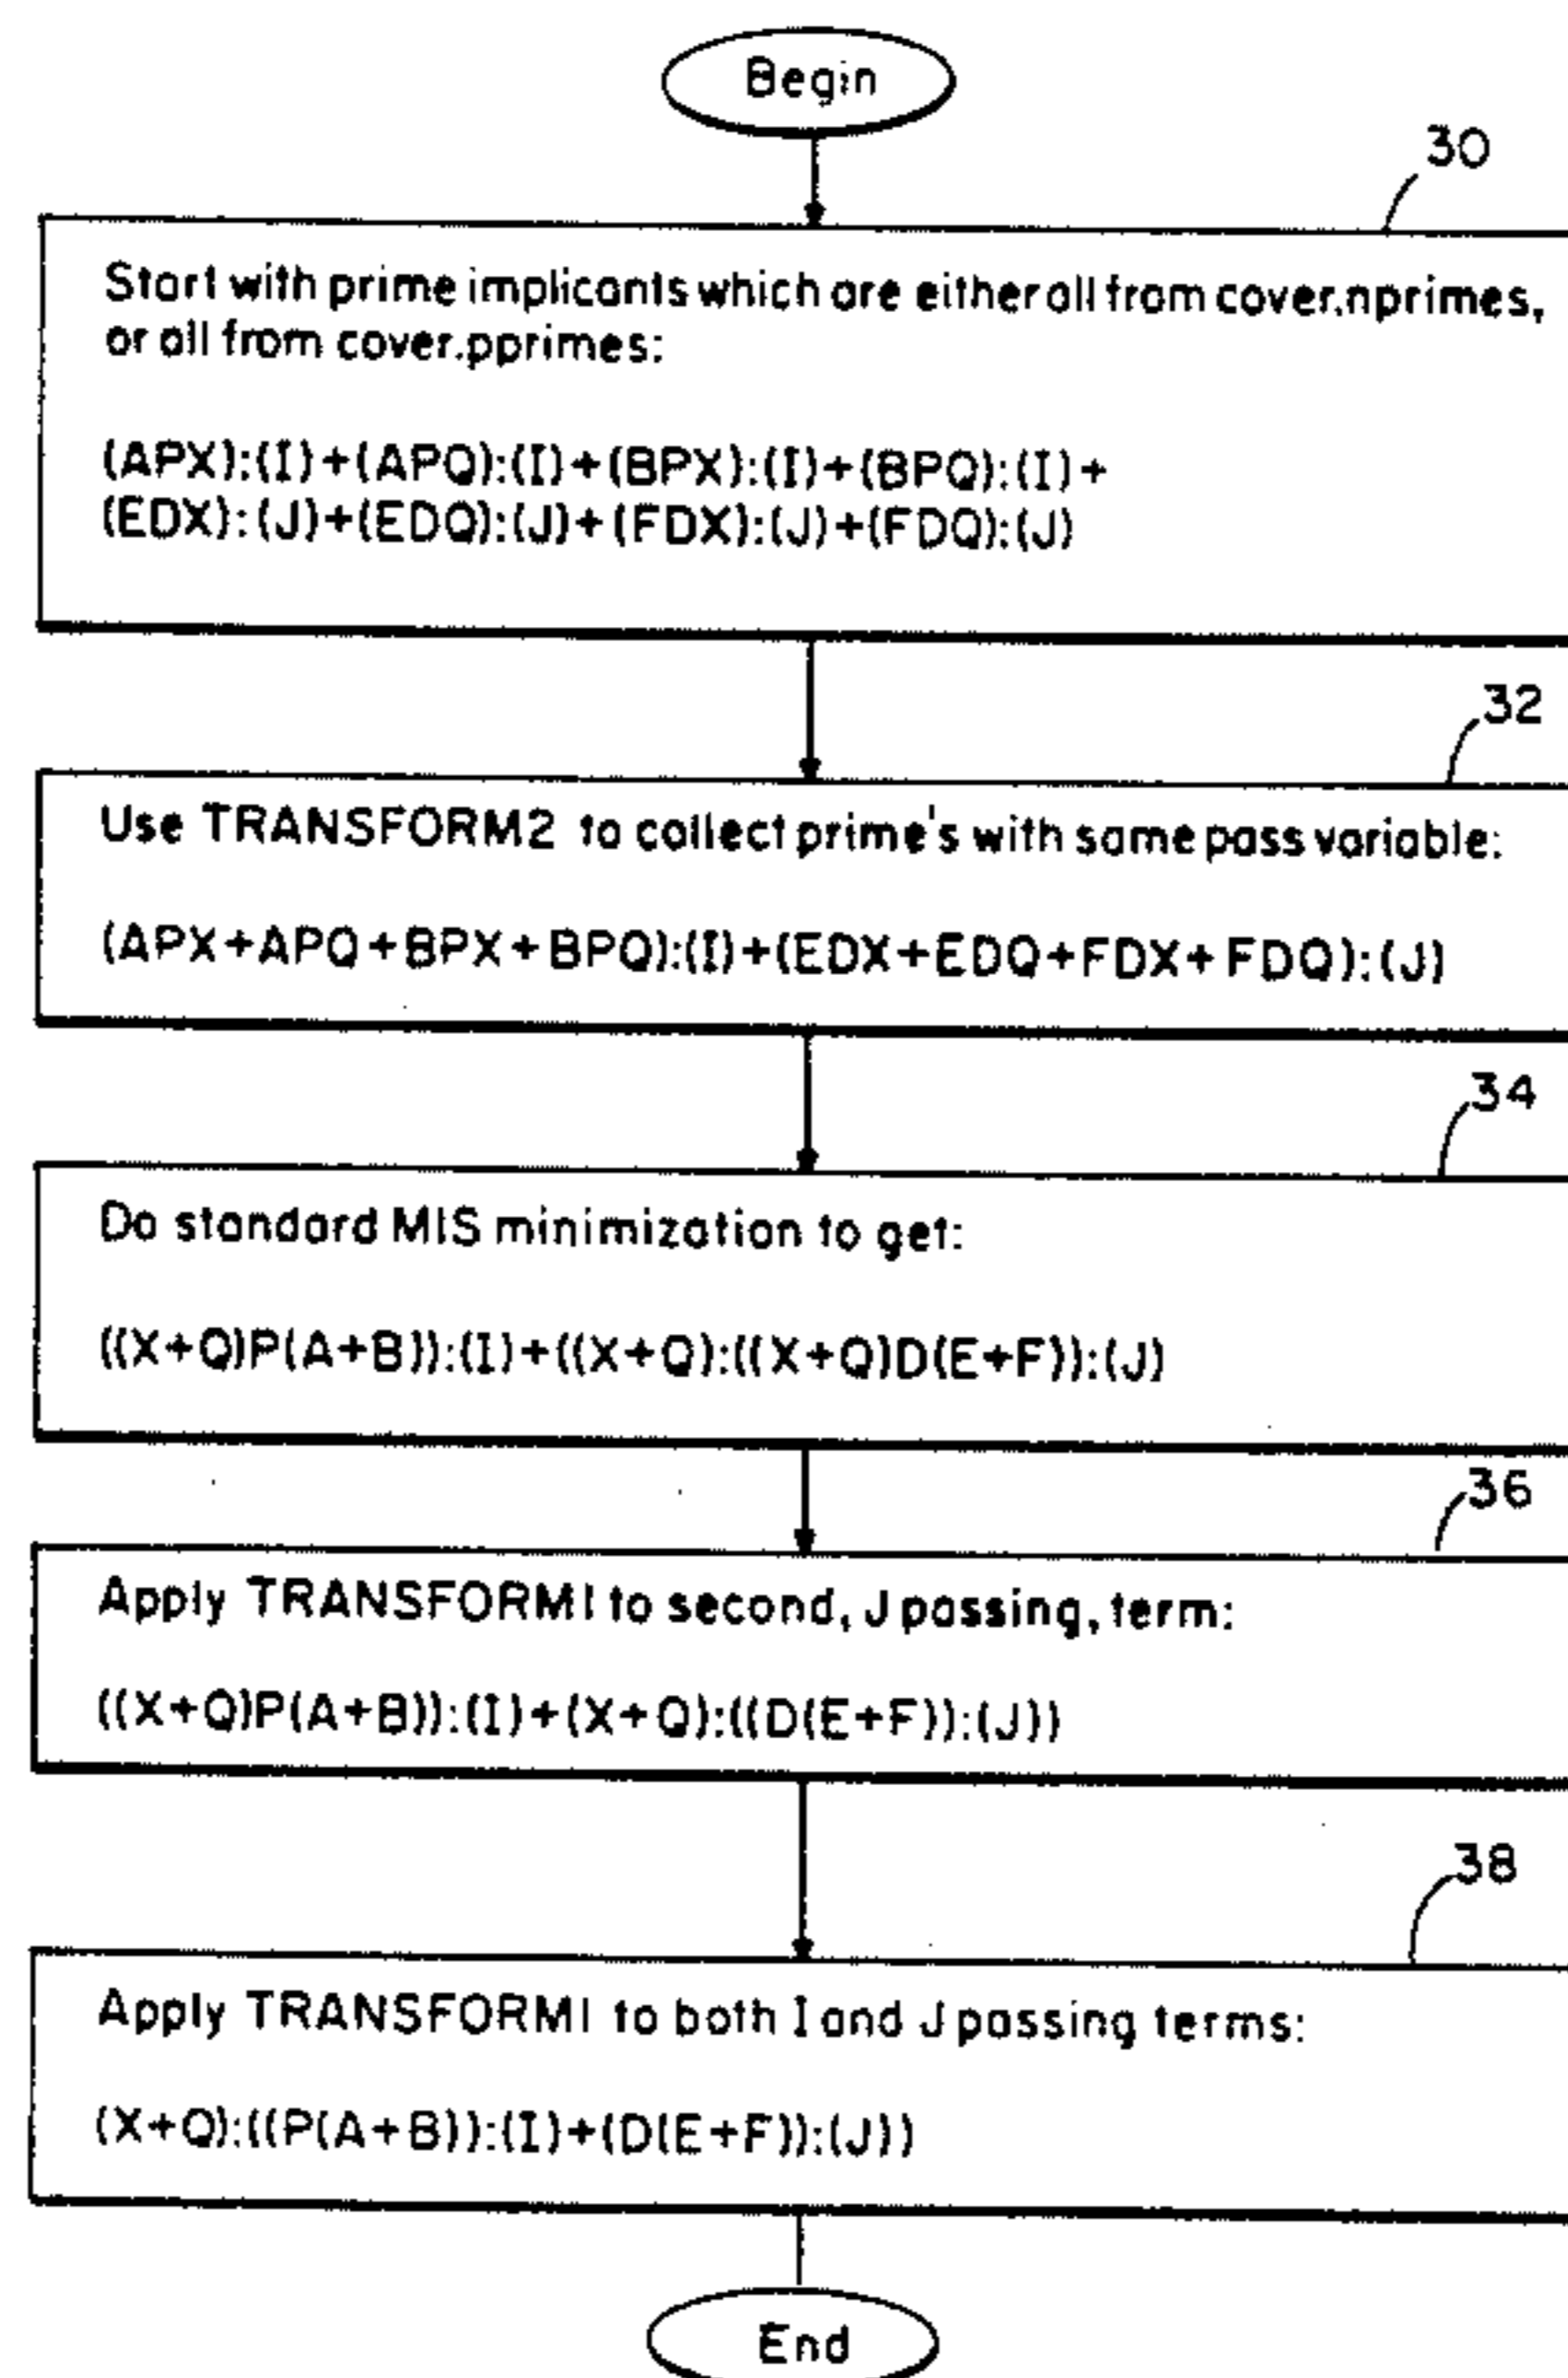 Begin
30
Start with prime implicants which are either all from cover.nprimes,
or all from cover.pprimes:
(APX):(I)+(APQ):(I)+(BPX):(I)+(BPQ):(I)+
(EDX):(J)+(EDQ):(J)+(FDX):(J)+(FDQ):(J)
32
Use TRANSFORM2 to collect prime's with same pass variable:
(APX+APQ+BPX+BPQ):(I)+(EDX+EDQ+FDX+FDQ):(J)
34
Do standard MIS minimization to get:
((X+Q)P(A+B)):(I)+((X+Q):((X+Q)D(E+F)):(J)
36
Apply TRANSFORM1 to second, J passing, term:
((X+Q)P(A+B)):(I)+(X+Q):((D(E+F)):(J))
38
Apply TRANSFORM1 to both I and J passing terms:
(X+Q):((P(A+B)):(I)+(D(E+F)):(J))
End